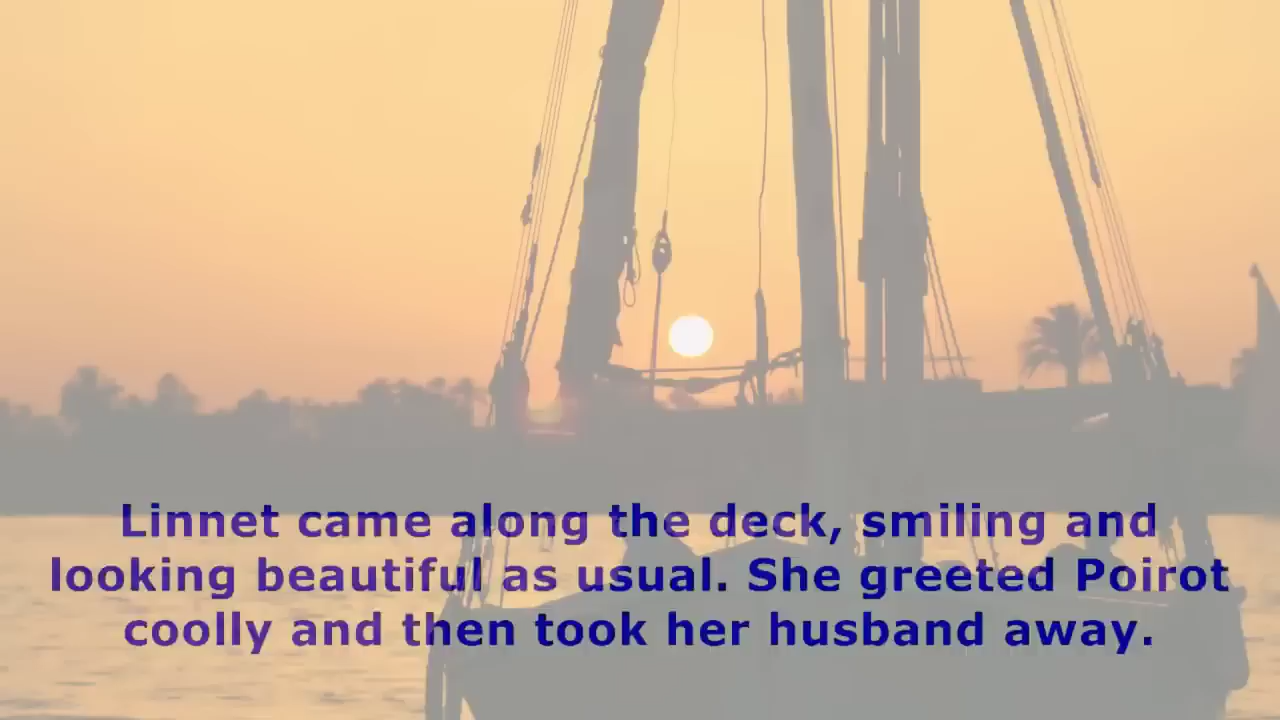 Linnet came along the deck, smiling and
looking beautiful as usual. She greeted Poirot
coolly and then took her husband away.